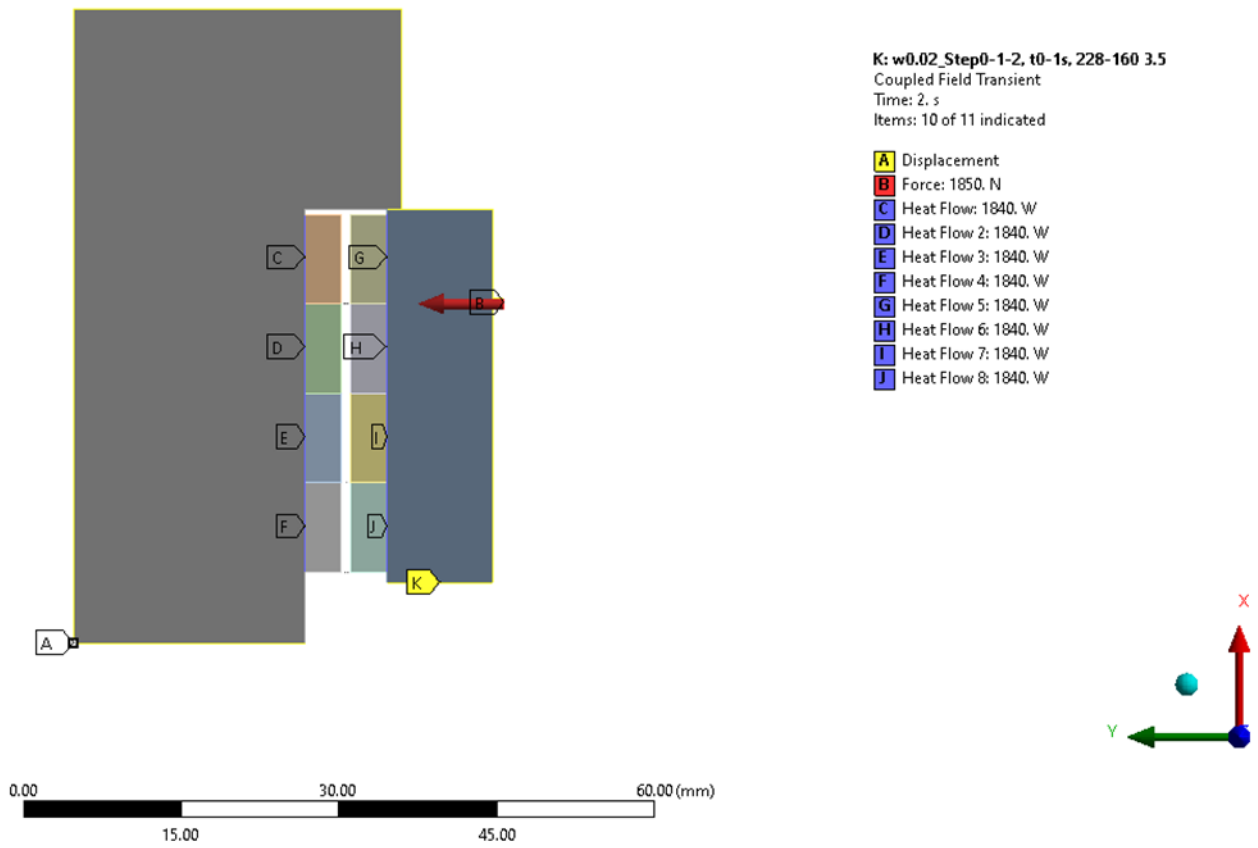 K: w0.02_Step0-1-2, t0-1s, 228-160 3.5
Coupled Field Transient
Time: 2. s
Items: 10 of 11 indicated
A Displacement
B Force: 1850. N
C Heat Flow: 1840. W
D Heat Flow 2: 1840. W
E Heat Flow 3: 1840. W
F Heat Flow 4: 1840. W
G Heat Flow 5: 1840. W
H Heat Flow 6: 1840. W
I Heat Flow 7: 1840. W
J Heat Flow 8: 1840. W
C
G
B
D
H
E
I
F
J
K
A
X
Y
0.00 30.00 60.00 (mm)
15.00 45.00